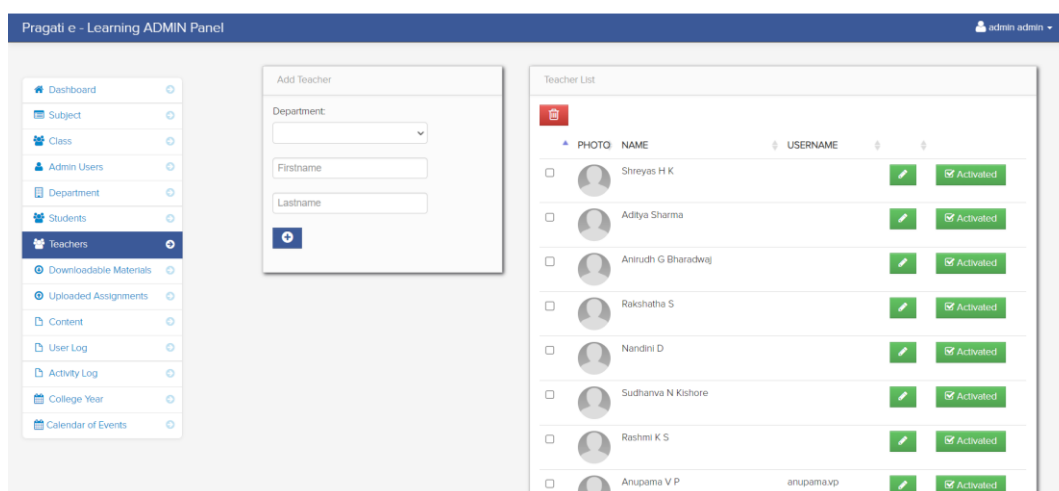 Pragati e - Learning ADMIN Panel
admin admin
Dashboard
Subject
Class
Admin Users
Department
Students
Teachers
Downloadable Materials
Uploaded Assignments
Content
User Log
Activity Log
College Year
Calendar of Events
Add Teacher
Department:
Firstname
Lastname
Teacher List
PHOTO NAME USERNAME
Shreyas H K Activated
Aditya Sharma Activated
Anirudh G Bharadwaj Activated
Rakshatha S Activated
Nandini D Activated
Sudhanva N Kishore Activated
Rashmi K S Activated
Anupama V P anupama.vp Activated